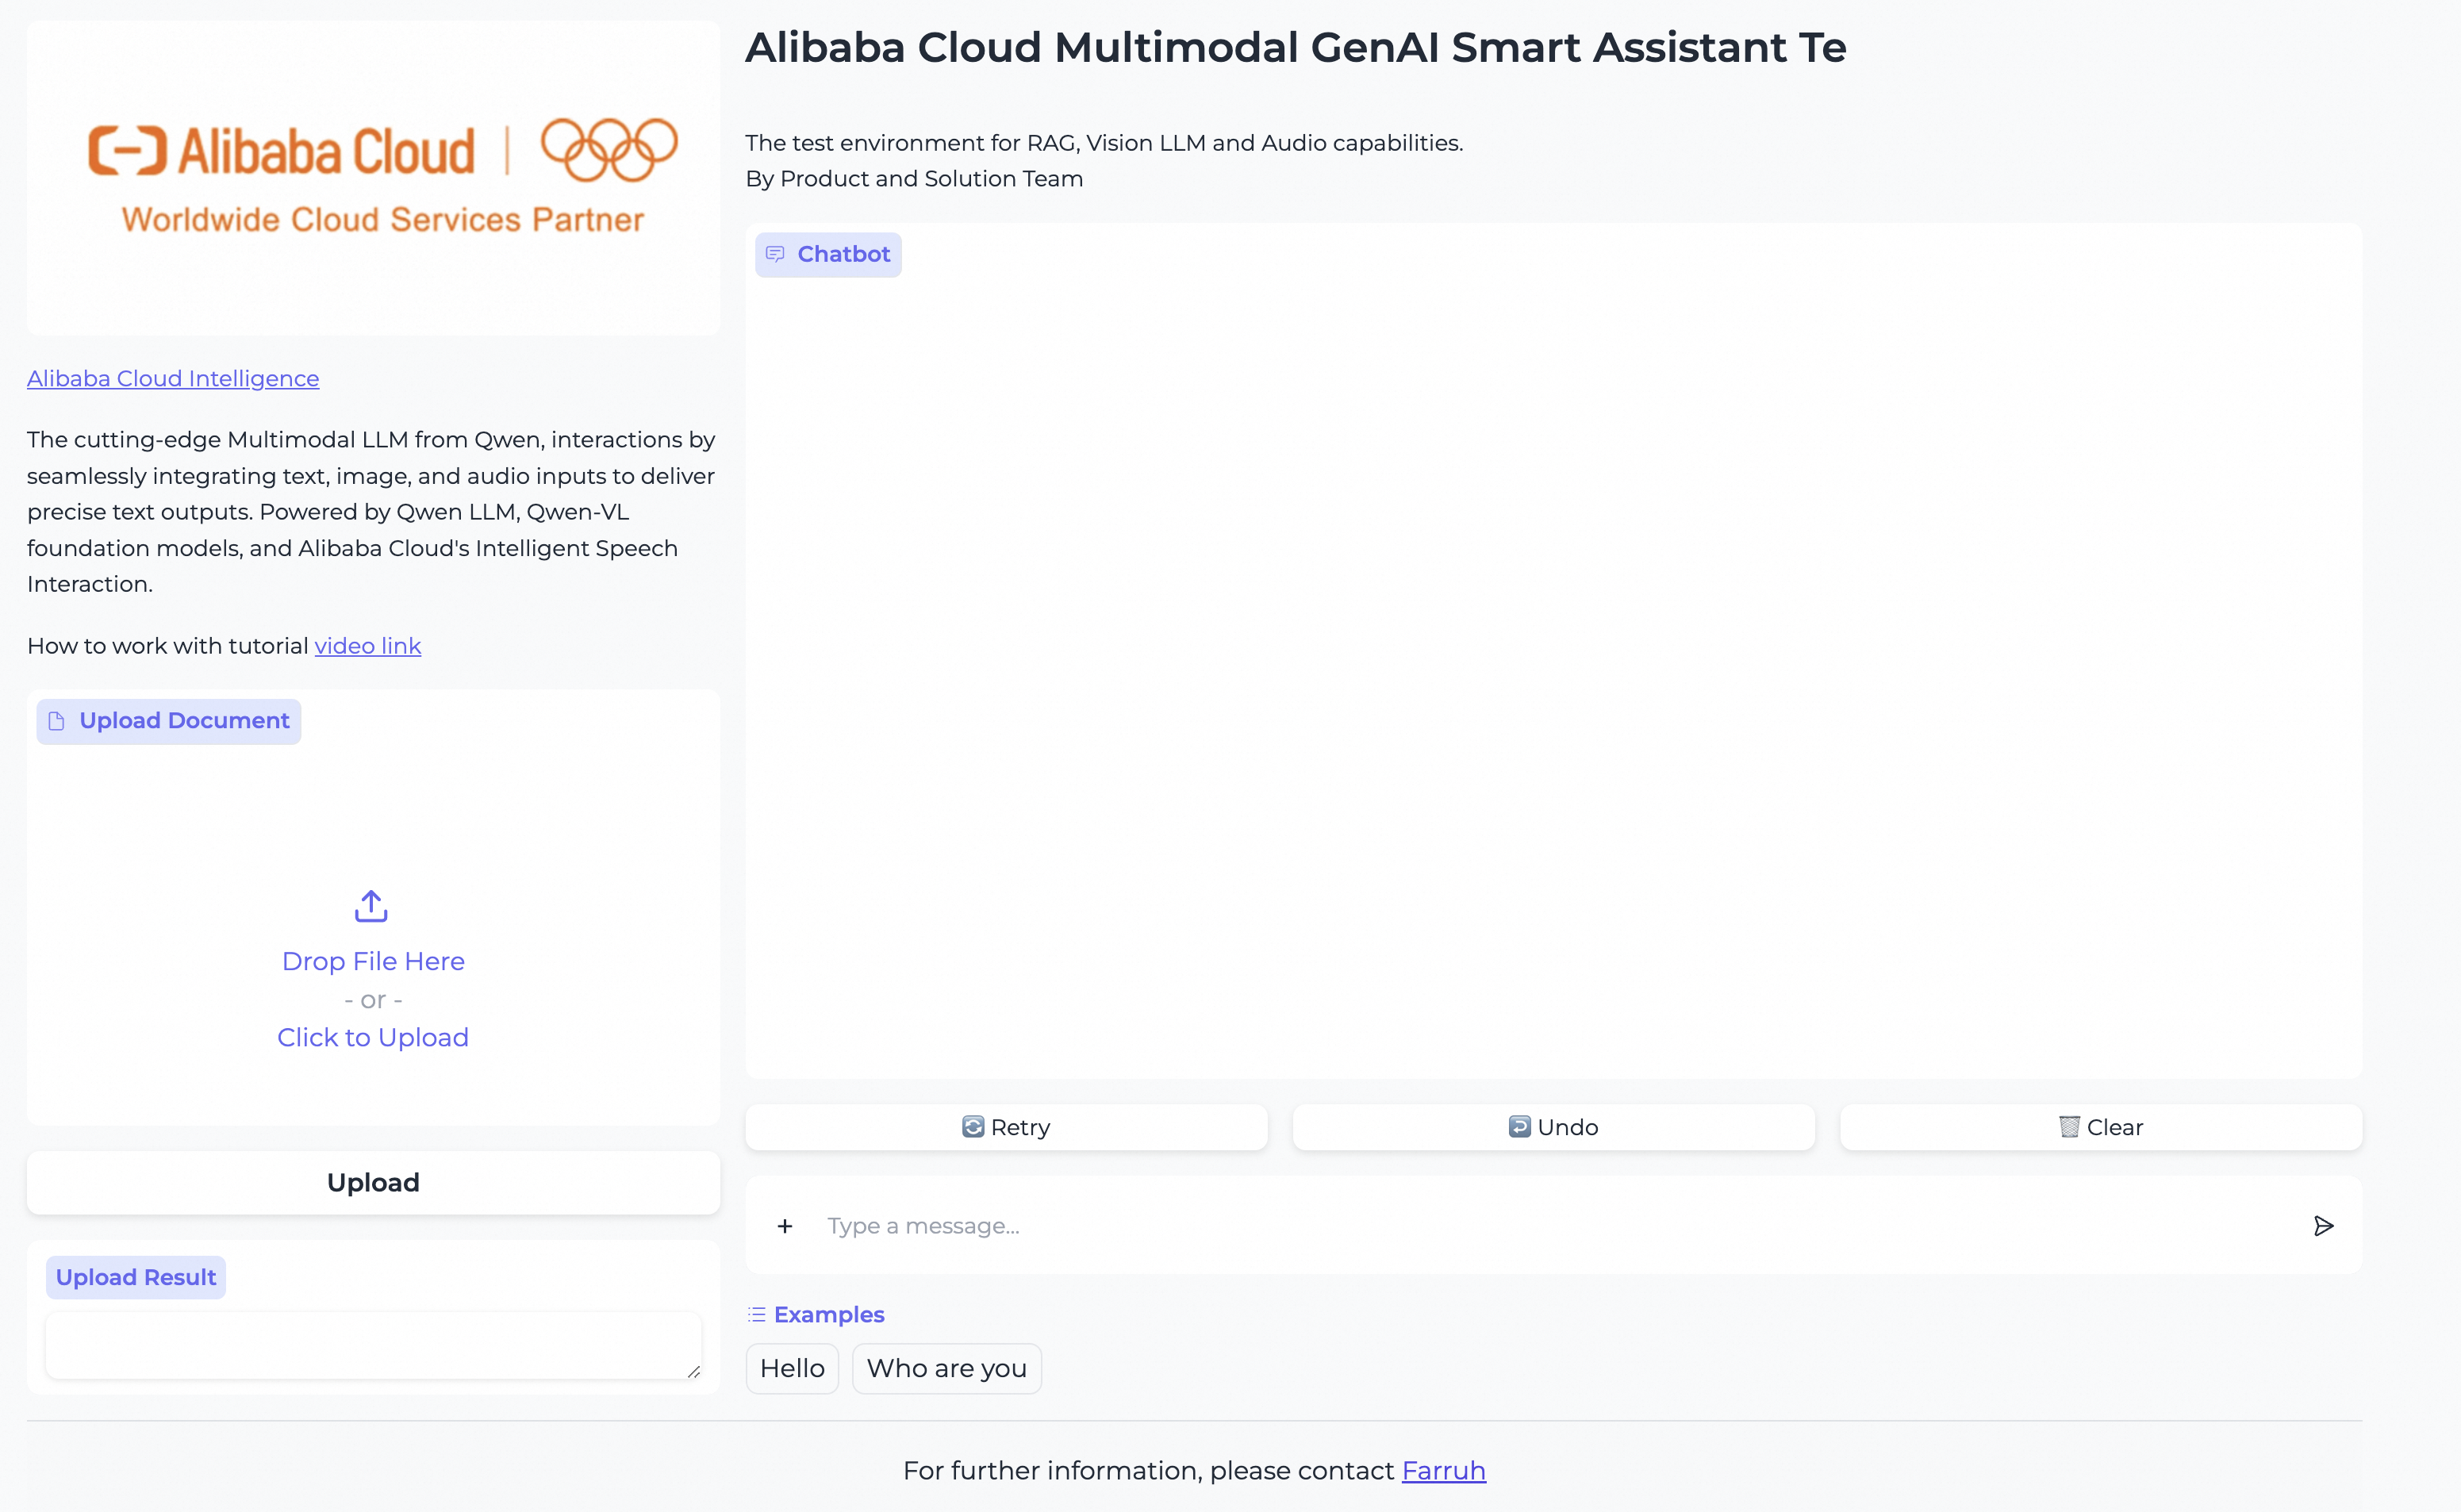 Alibaba Cloud
Worldwide Cloud Services Partner
Alibaba Cloud Intelligence
The cutting-edge Multimodal LLM from Qwen, interactions by
seamlessly integrating text, image, and audio inputs to deliver
precise text outputs. Powered by Qwen LLM, Qwen-VL
foundation models, and Alibaba Cloud's Intelligent Speech
Interaction.
How to work with tutorial video link
Upload Document
Drop File Here
- or -
Click to Upload
Upload
Upload Result
Alibaba Cloud Multimodal GenAI Smart Assistant Te
The test environment for RAG, Vision LLM and Audio capabilities.
By Product and Solution Team
Chatbot
Retry
Undo
Clear
+ Type a message...
Examples
Hello
Who are you
For further information, please contact Farruh